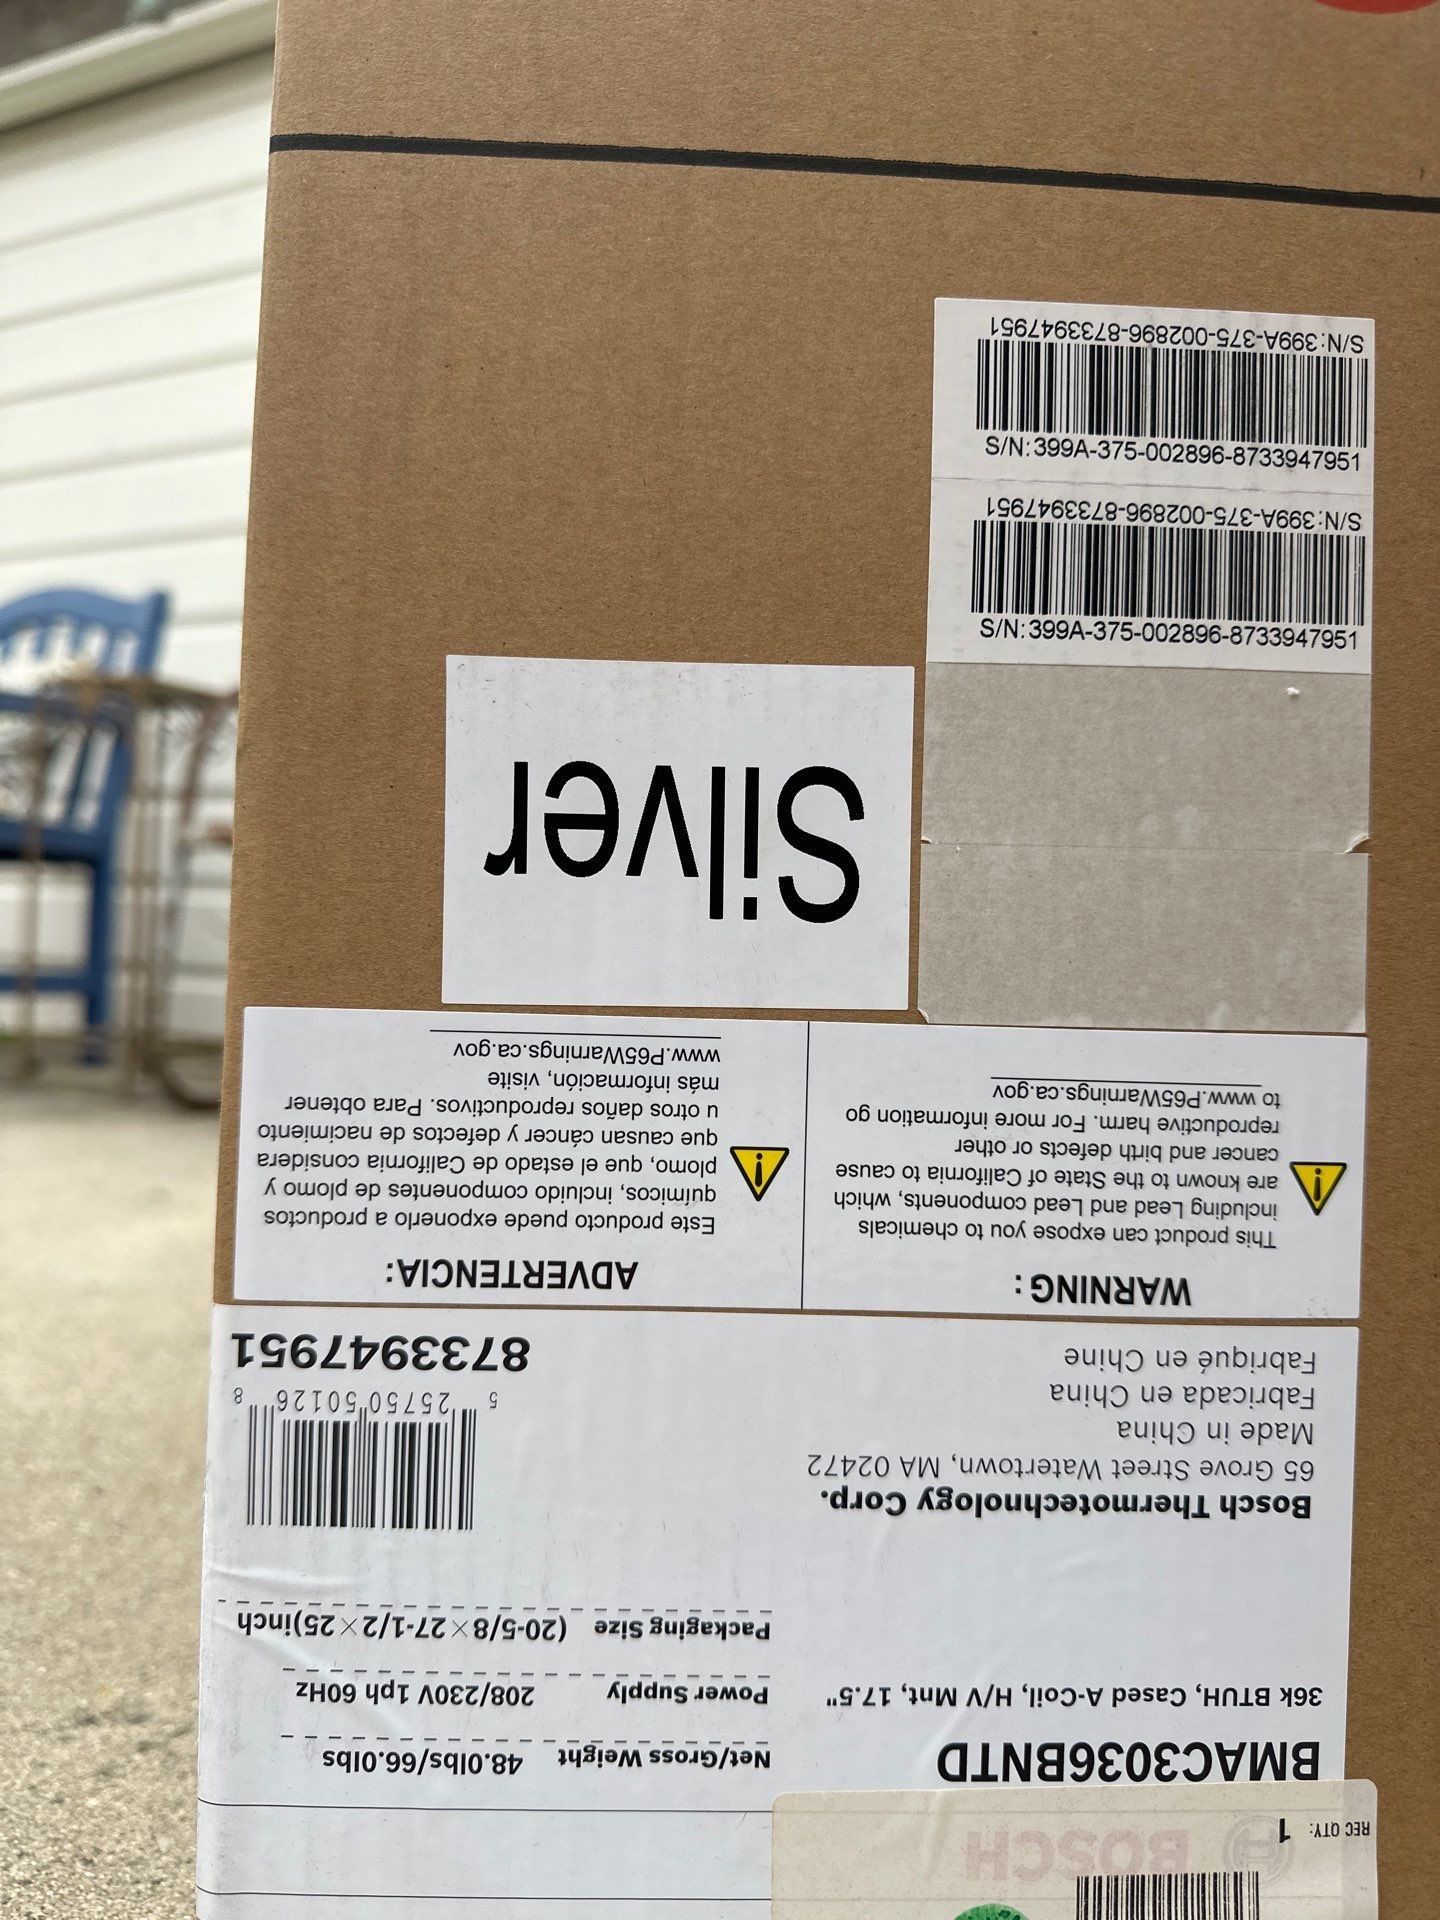 BOSCH
REC QTY: 1
BMAC3036BNTD
36k BTUH, Cased A-Coil, H/V Mnt, 17.5"
Net/Gross Weight 48.0lbs/66.0lbs
Power Supply 208/230V 1ph 60Hz
Packaging Size (20-5/8×27-1/2×25)inch
Bosch Thermotechnology Corp.
65 Grove Street Watertown, MA 02472
Made in China
Fabricada en China
Fabriqué en Chine
5 25750 50126 8
8733947951
WARNING:
This product can expose you to chemicals
including Lead and Lead components, which
are known to the State of California to cause
cancer and birth defects or other
reproductive harm. For more information go
to www.P65Warnings.ca.gov
ADVERTENCIA:
Este producto puede exponerlo a productos
químicos, incluido componentes de plomo y
plomo, que el estado de California considera
que causan cáncer y defectos de nacimiento
u otros daños reproductivos. Para obtener
más información, visite
www.P65Warnings.ca.gov
Silver
S/N:399A-375-002896-8733947951
S/N:399A-375-002896-8733947951
S/N:399A-375-002896-8733947951
S/N:399A-375-002896-8733947951